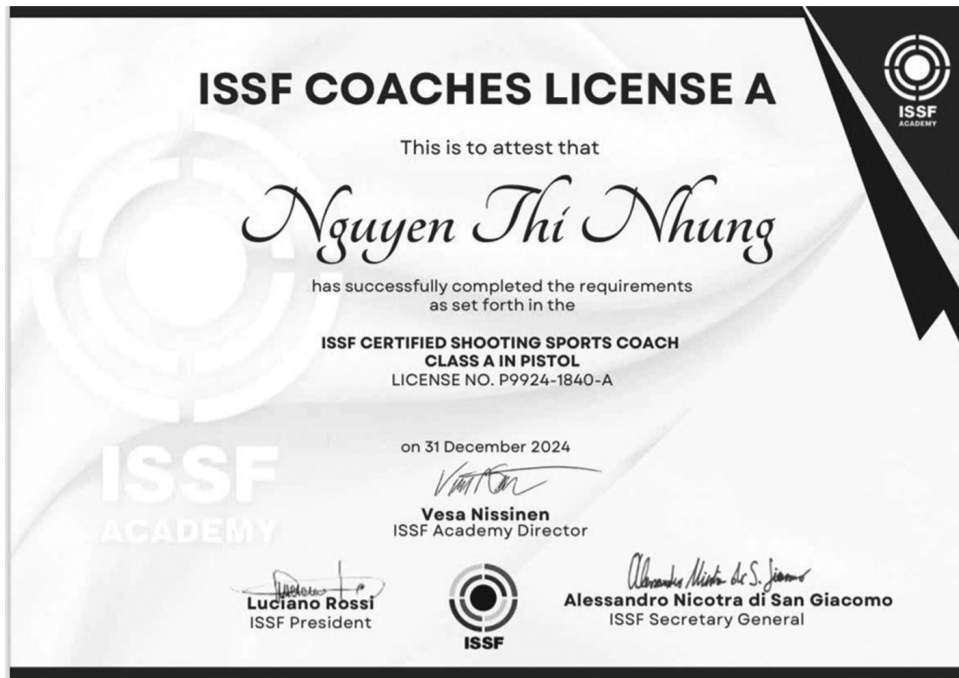 ISSF
ACADEMY
ISSF COACHES LICENSE A
This is to attest that
Nguyen Thi Nhung
has successfully completed the requirements
as set forth in the
ISSF CERTIFIED SHOOTING SPORTS COACH
CLASS A IN PISTOL
LICENSE NO. P9924-1840-A
on 31 December 2024
Vesa Nissinen
ISSF Academy Director
ISSF
ACADEMY
Luciano Rossi
ISSF President
ISSF
Alessandro Nicotra di San Giacomo
ISSF Secretary General